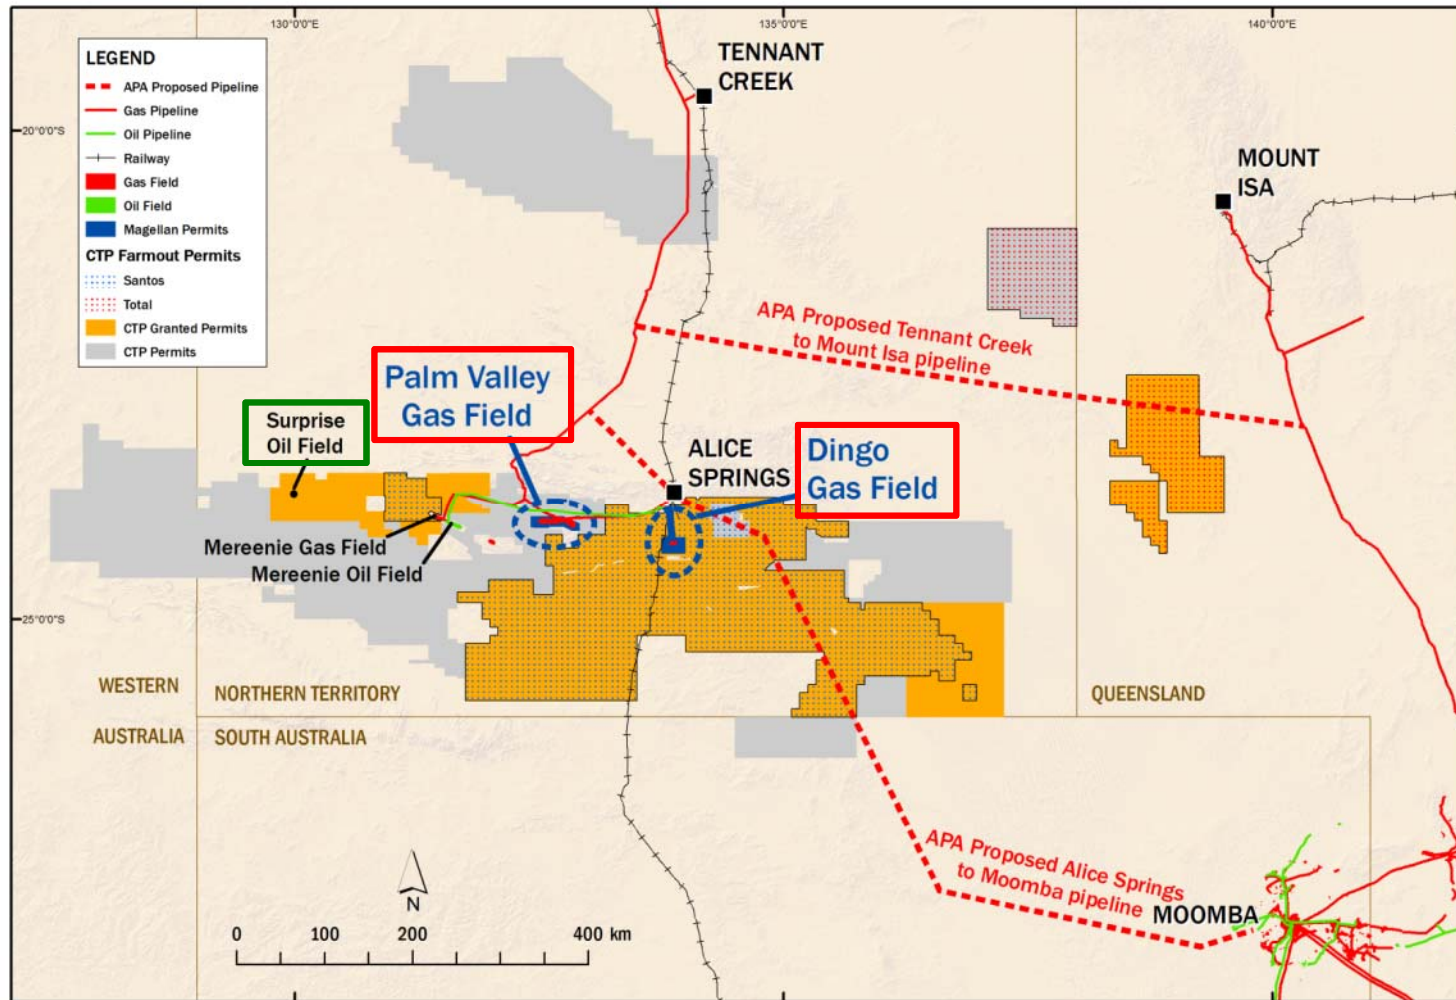 130°0'0"E
135°0'0"E
140°0'0"E
20°0'0"S
25°0'0"S
LEGEND
APA Proposed Pipeline
Gas Pipeline
Oil Pipeline
Railway
Gas Field
Oil Field
Magellan Permits
CTP Farmout Permits
Santos
Total
CTP Granted Permits
CTP Permits
TENNANT
CREEK
MOUNT
ISA
APA Proposed Tennant Creek
to Mount Isa pipeline
Palm Valley
Gas Field
Surprise
Oil Field
ALICE
SPRINGS
Dingo
Gas Field
Mereenie Gas Field
Mereenie Oil Field
WESTERN
AUSTRALIA
NORTHERN TERRITORY
SOUTH AUSTRALIA
QUEENSLAND
APA Proposed Alice Springs
to Moomba pipeline
MOOMBA
N
0 100 200 400 km